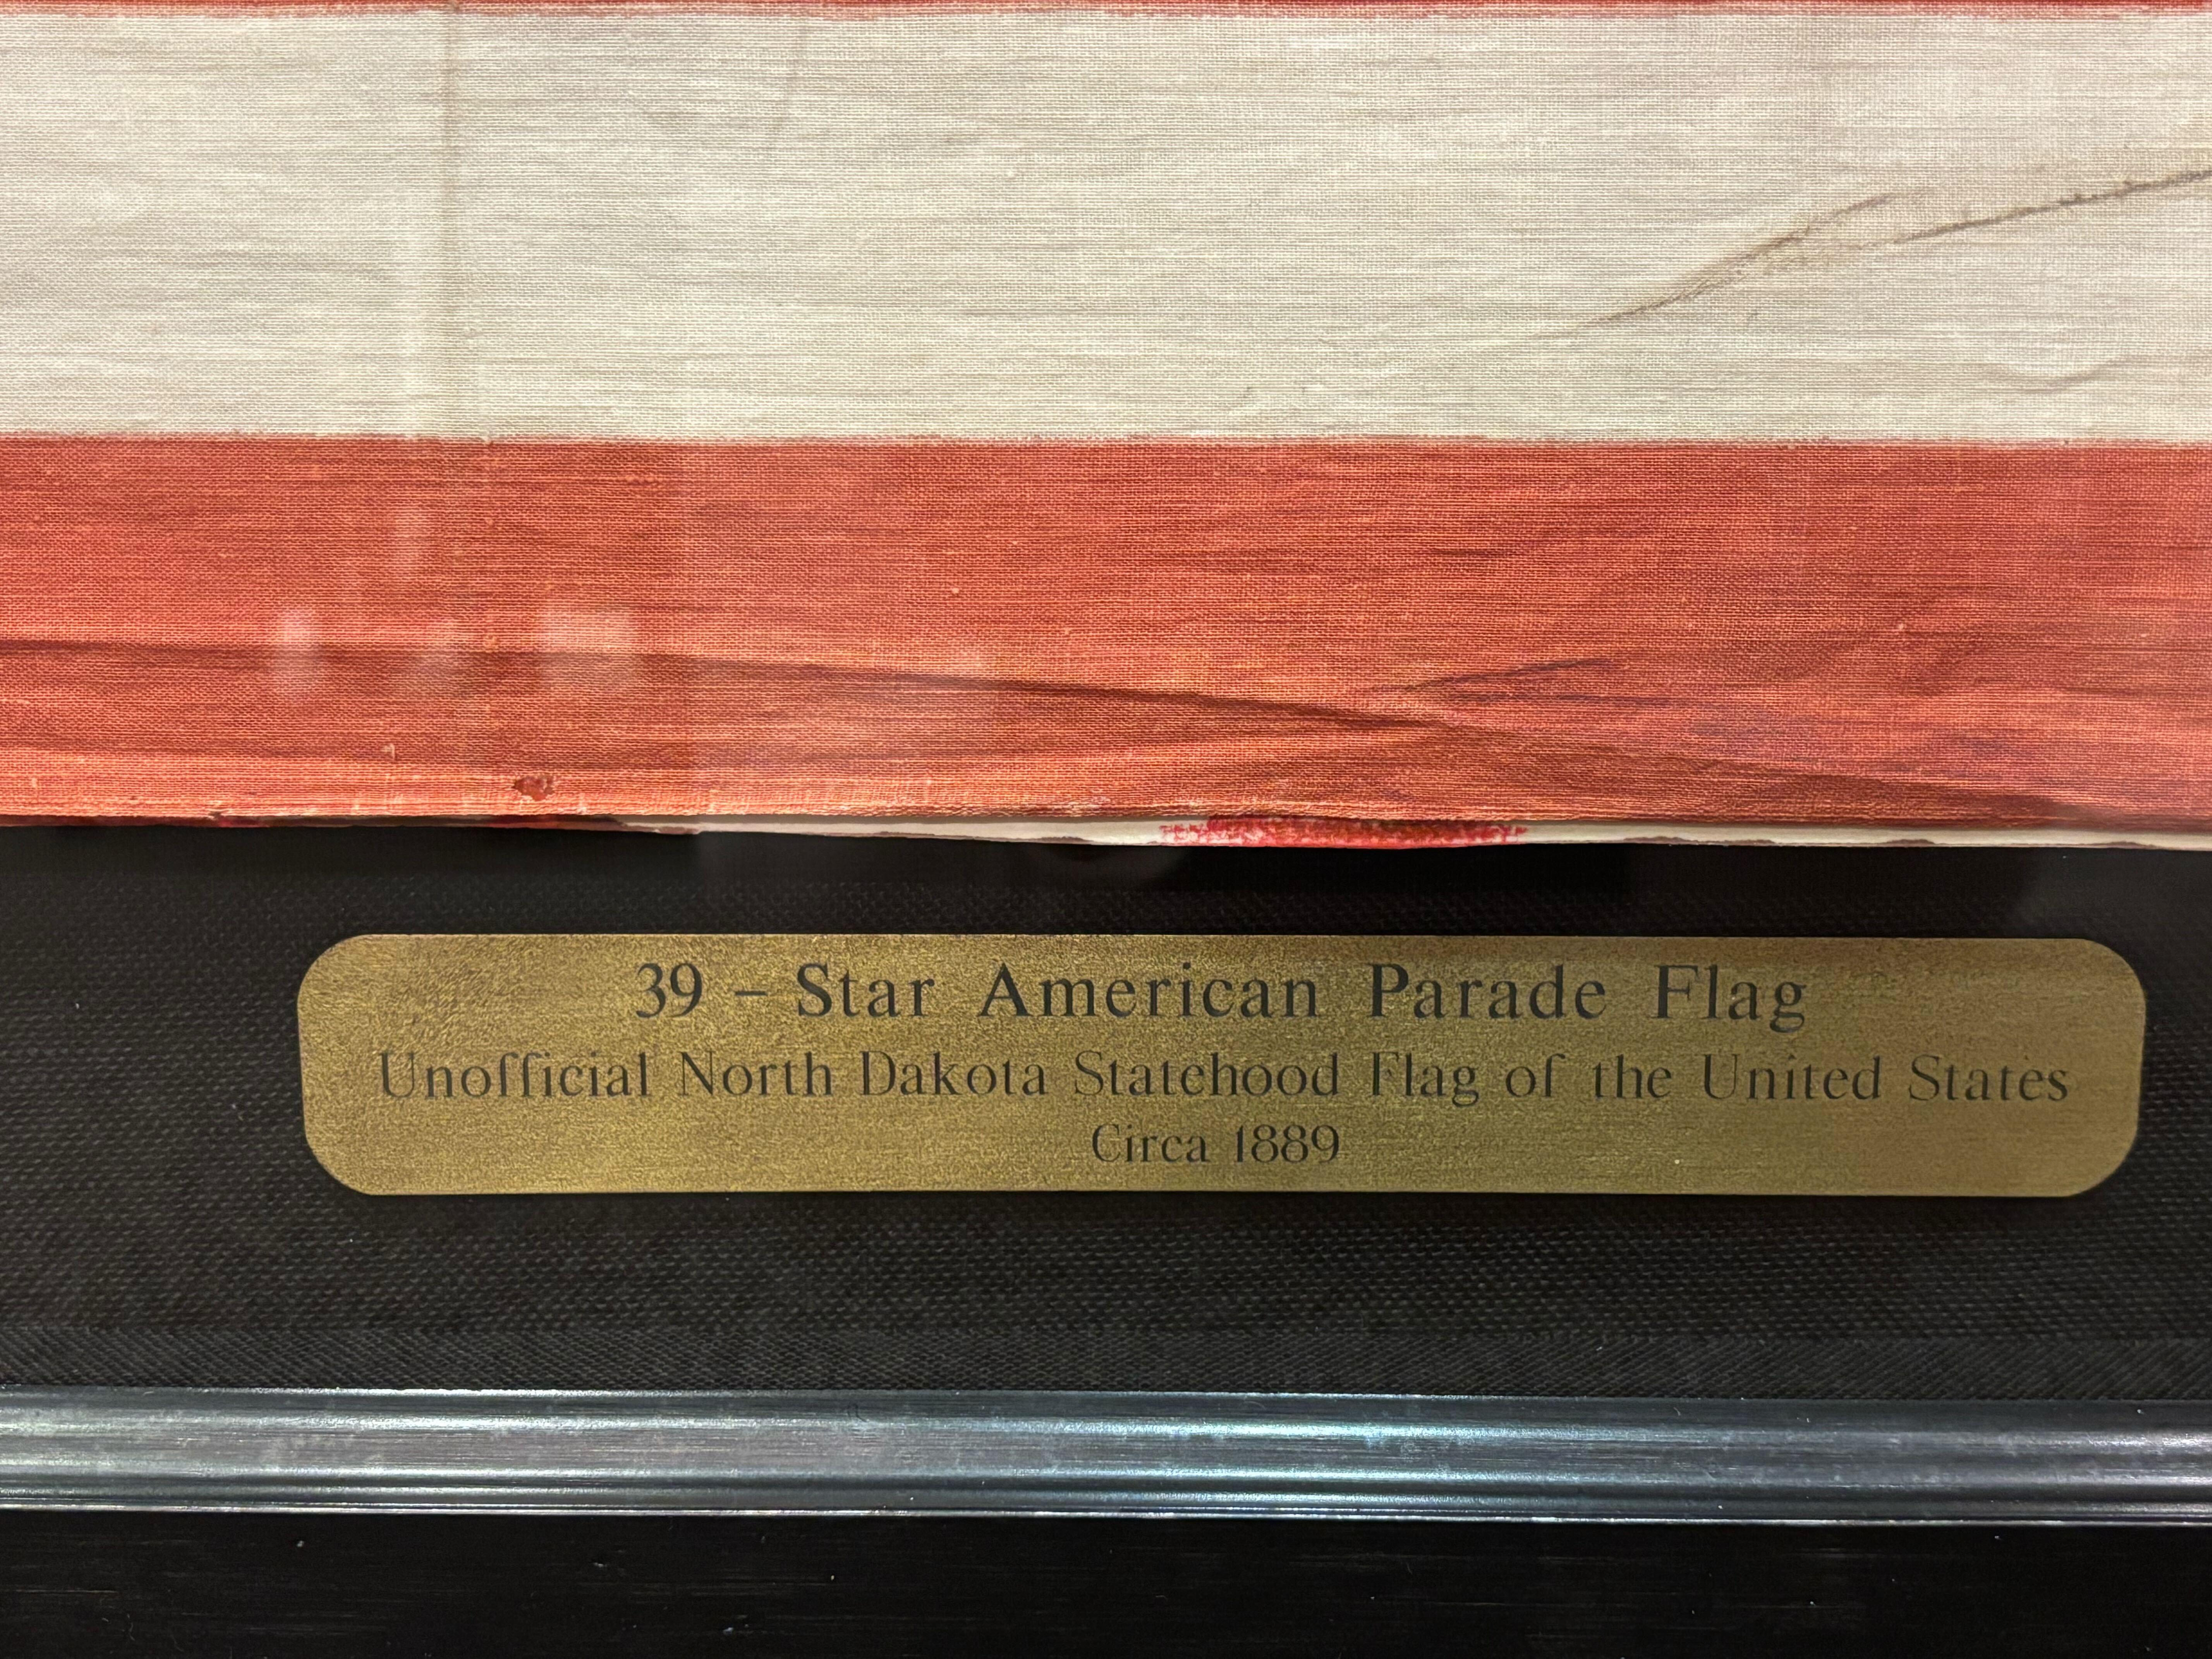 39 – Star American Parade Flag
Unofficial North Dakota Statehood Flag of the United States
Circa 1889